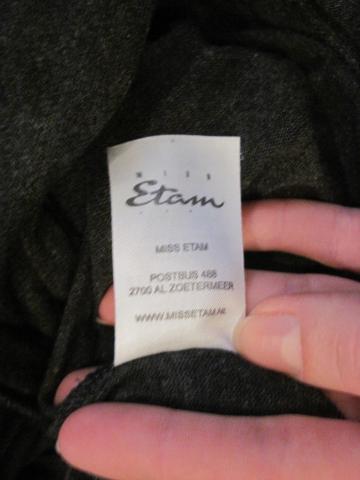 MISS
Etam
MISS ETAM
POSTBUS 488
2700 AL ZOETERMEER
WWW.MISSETAM.NL